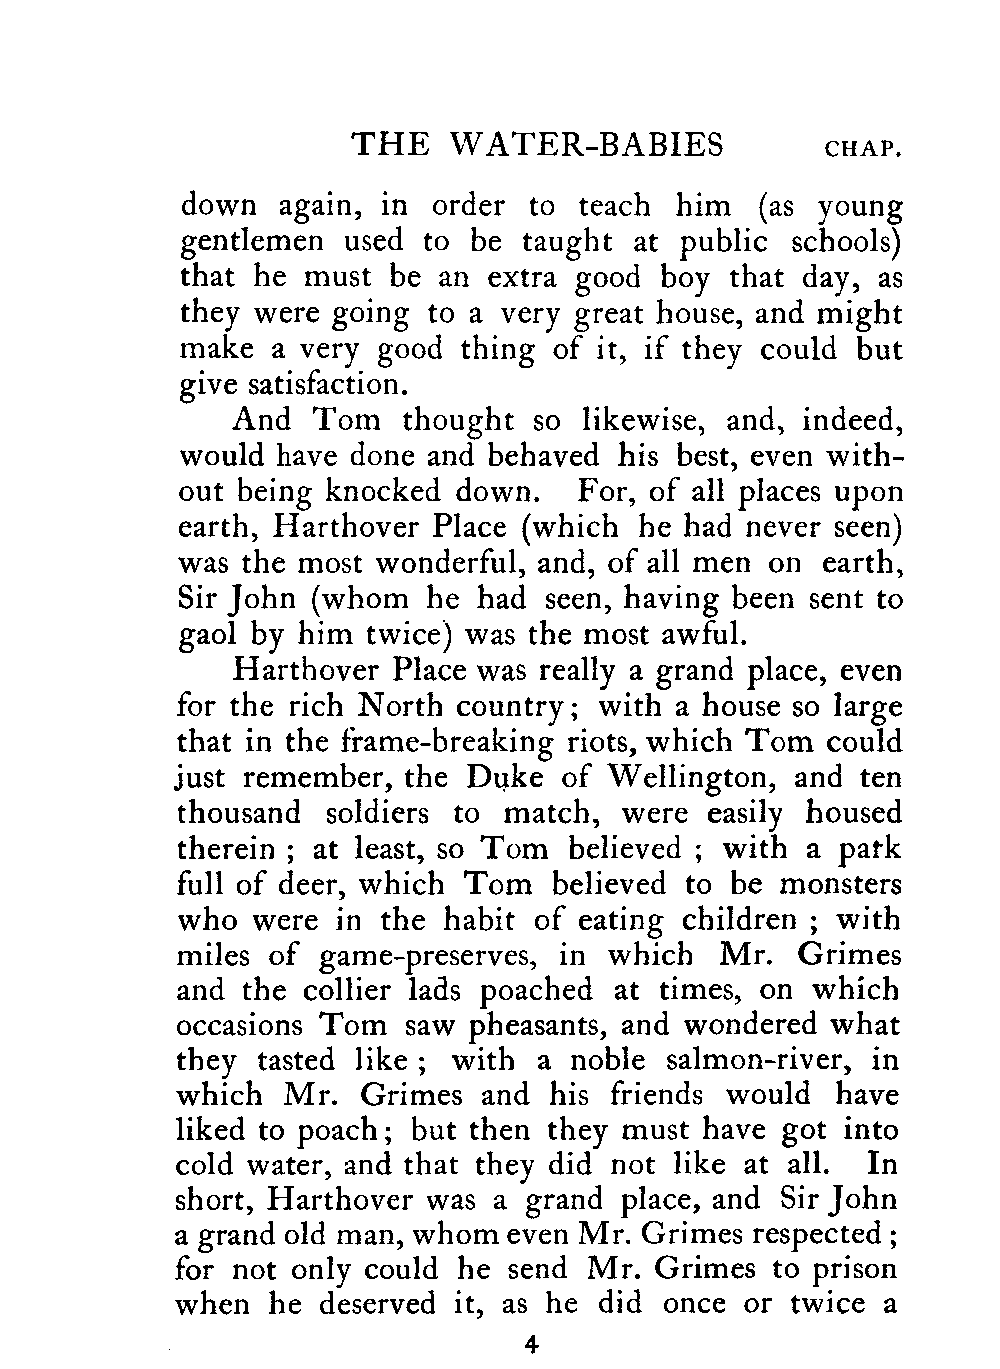 THE WATER-BABIES CHAP.
down again, in order to teach him (as young
gentlemen used to be taught at public schools)
that he must be an extra good boy that day, as
they were going to a very great house, and might
make a very good thing of it, if they could but
give satisfaction.
And Tom thought so likewise, and, indeed,
would have done and behaved his best, even with-
out being knocked down. For, of all places upon
earth, Harthover Place (which he had never seen)
was the most wonderful, and, of all men on earth,
Sir John (whom he had seen, having been sent to
gaol by him twice) was the most awful.
Harthover Place was really a grand place, even
for the rich North country; with a house so large
that in the frame-breaking riots, which Tom could
just remember, the Duke of Wellington, and ten
thousand soldiers to match, were easily housed
therein ; at least, so Tom believed ; with a park
full of deer, which Tom believed to be monsters
who were in the habit of eating children ; with
miles of game-preserves, in which Mr. Grimes
and the collier lads poached at times, on which
occasions Tom saw pheasants, and wondered what
they tasted like ; with a noble salmon-river, in
which Mr. Grimes and his friends would have
liked to poach; but then they must have got into
cold water, and that they did not like at all. In
short, Harthover was a grand place, and Sir John
a grand old man, whom even Mr. Grimes respected ;
for not only could he send Mr. Grimes to prison
when he deserved it, as he did once or twice a
4